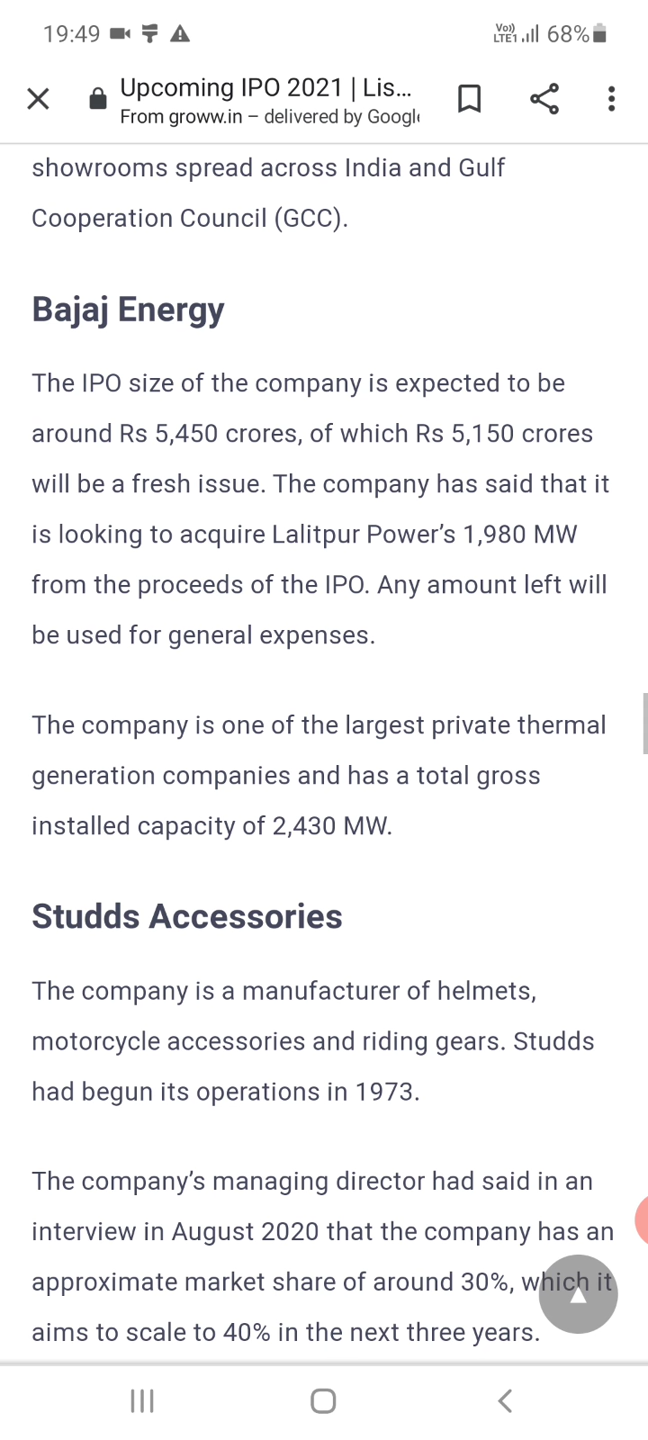 19:49
Vo))
LTE1
68%
Upcoming IPO 2021 | Lis...
From groww.in – delivered by Google
showrooms spread across India and Gulf
Cooperation Council (GCC).
Bajaj Energy
The IPO size of the company is expected to be
around Rs 5,450 crores, of which Rs 5,150 crores
will be a fresh issue. The company has said that it
is looking to acquire Lalitpur Power’s 1,980 MW
from the proceeds of the IPO. Any amount left will
be used for general expenses.
The company is one of the largest private thermal
generation companies and has a total gross
installed capacity of 2,430 MW.
Studds Accessories
The company is a manufacturer of helmets,
motorcycle accessories and riding gears. Studds
had begun its operations in 1973.
The company’s managing director had said in an
interview in August 2020 that the company has an
approximate market share of around 30%, which it
aims to scale to 40% in the next three years.